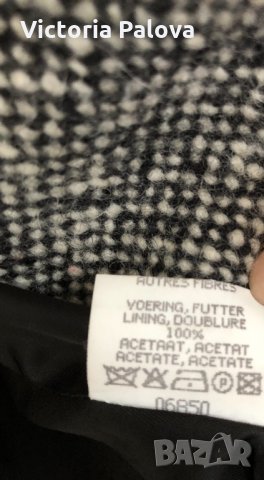 Victoria Palova
AUTRES FIBRES
VOERING, FUTTER
LINING, DOUBLURE
100%
ACETAAT, ACETAT
ACETATE, ACETATE
P
06850
BAZAR